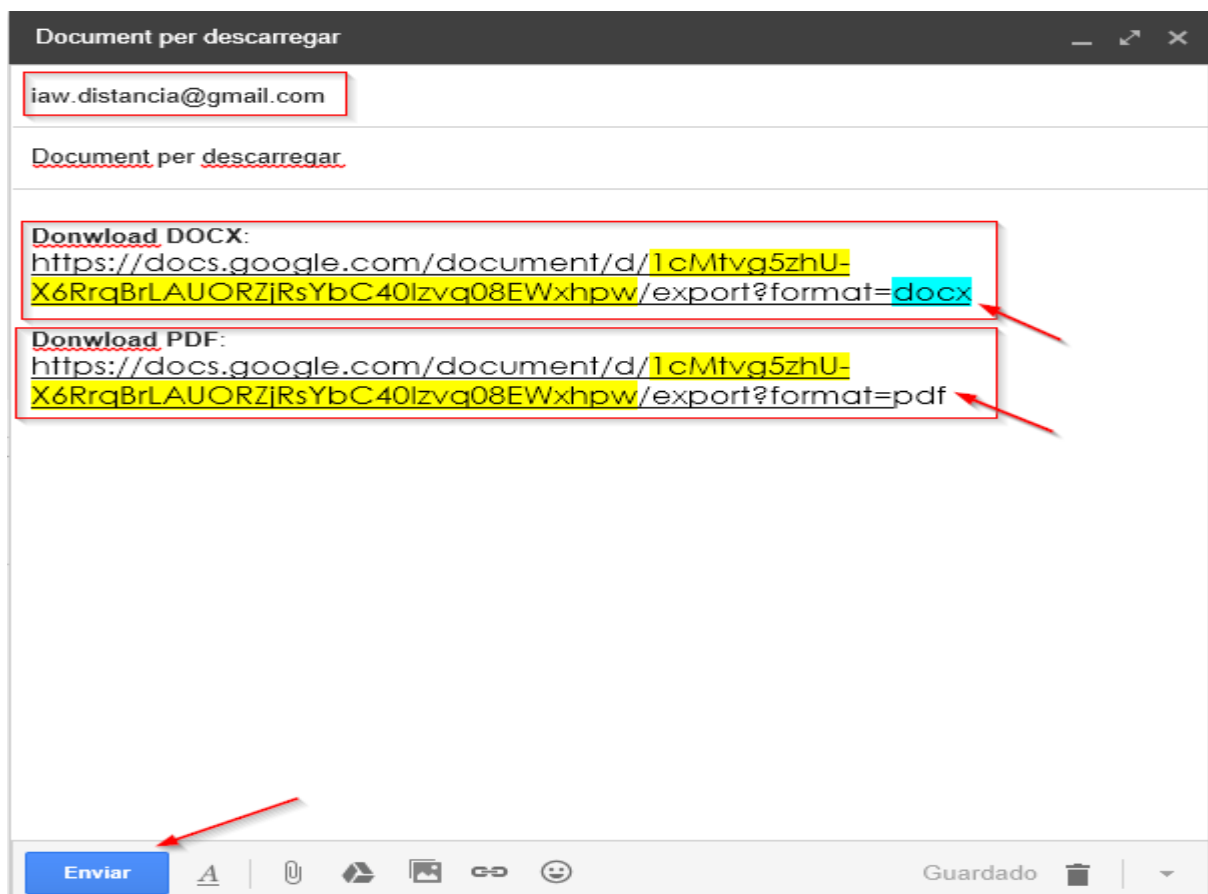 Document per descarregar
iaw.distancia@gmail.com
Document per descarregar
Donwload DOCX:
https://docs.google.com/document/d/1cMtvg5zhU-
X6RrqBrLAUORZjRsYbC40lzvq08EWxhpw/export?format=docx
Donwload PDF:
https://docs.google.com/document/d/1cMtvg5zhU-
X6RrqBrLAUORZjRsYbC40lzvq08EWxhpw/export?format=pdf
Enviar A Guardado